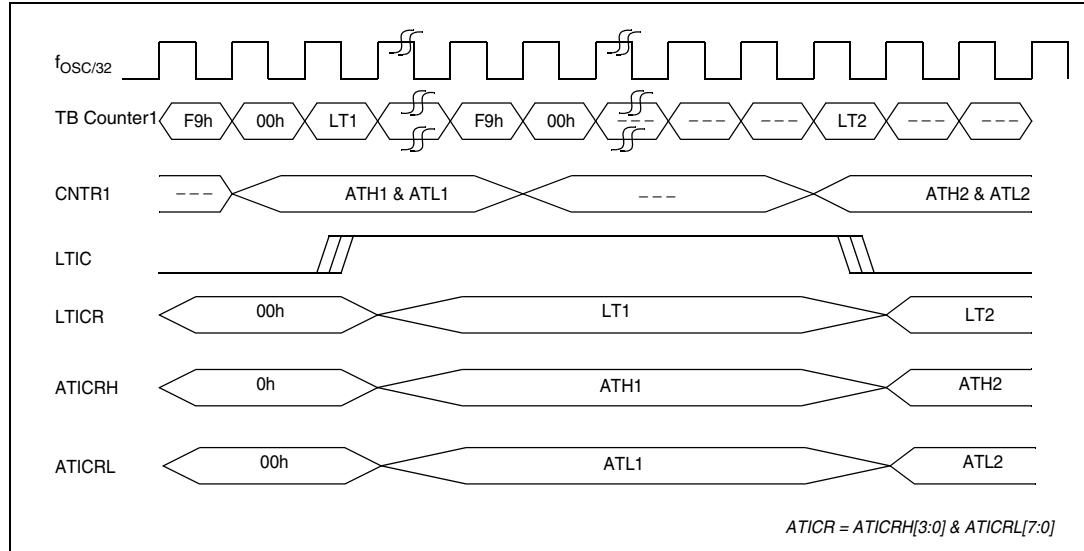 fOSC/32
TB Counter1 F9h 00h LT1 F9h 00h --- --- --- LT2 --- ---
CNTR1 --- ATH1 & ATL1 --- ATH2 & ATL2
LTIC
LTICR 00h LT1 LT2
ATICRH 0h ATH1 ATH2
ATICRL 00h ATL1 ATL2
ATICR = ATICRH[3:0] & ATICRL[7:0]